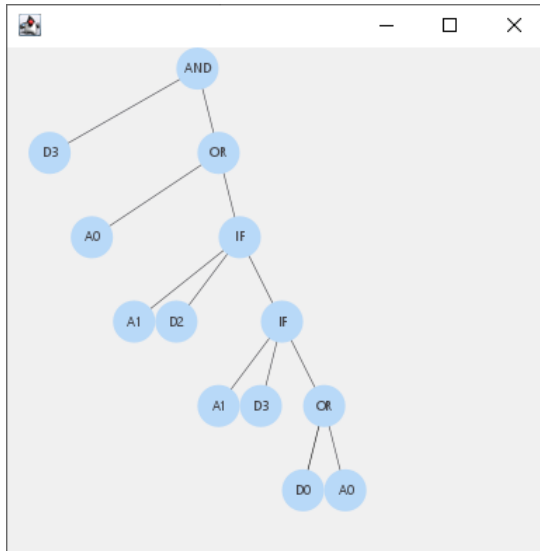 AND
D3 OR
A0 IF
A1 D2 IF
A1 D3 OR
D0 A0